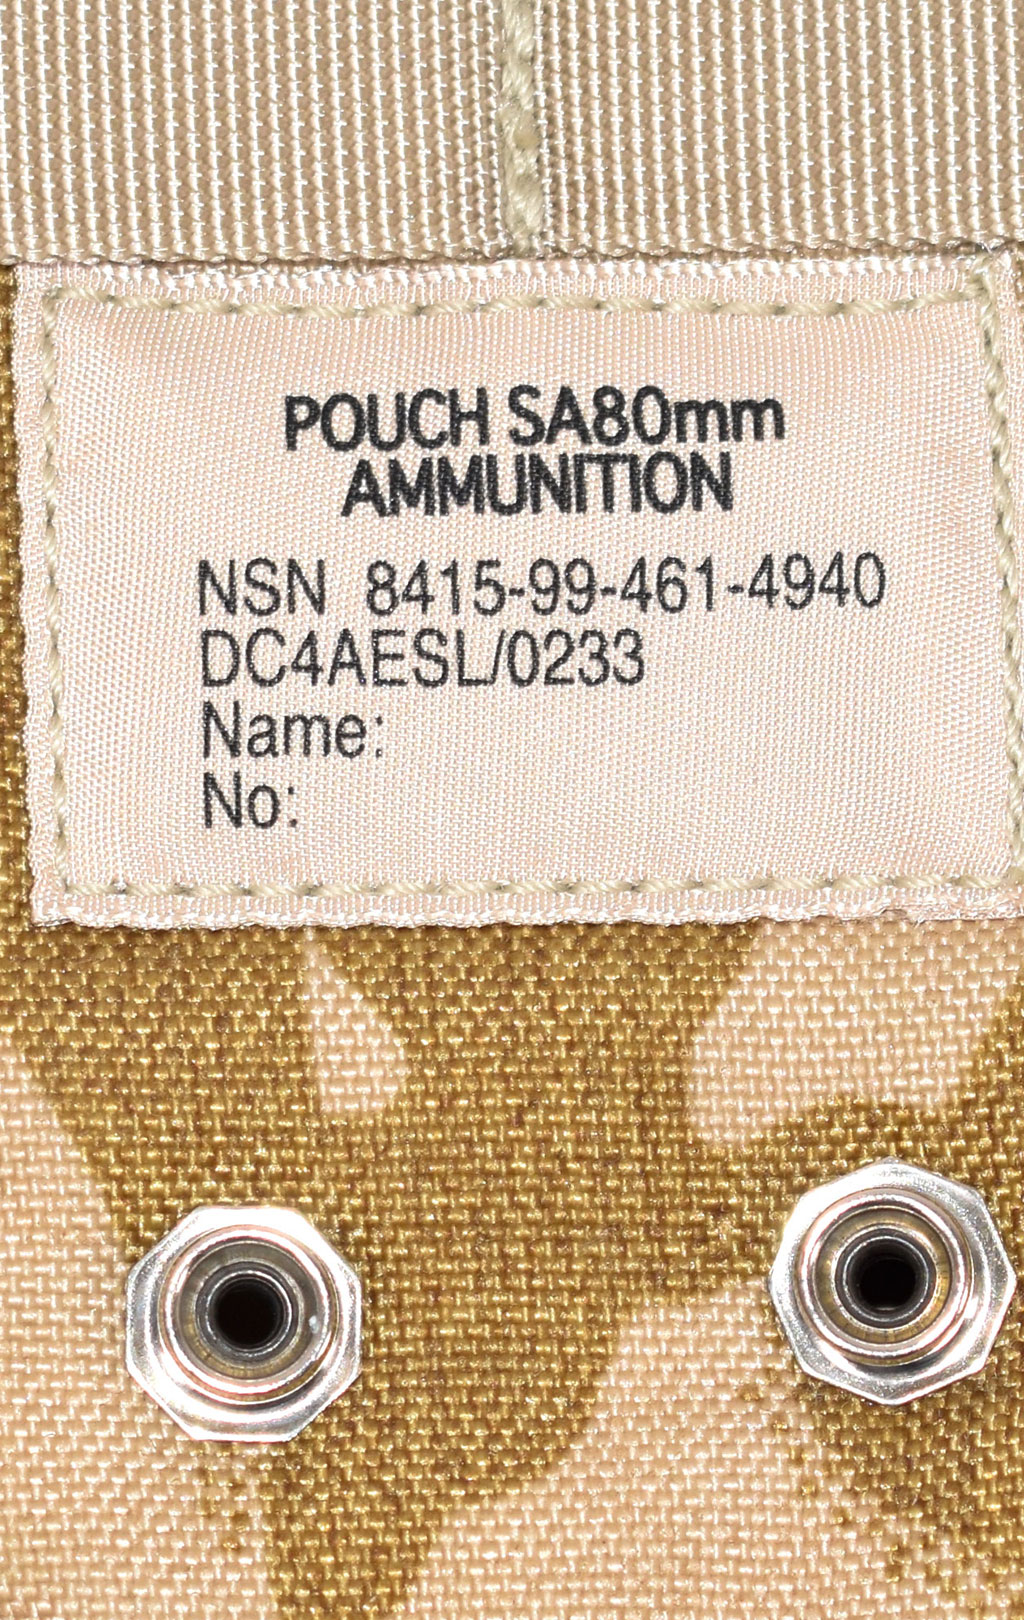 POUCH SA80mm
AMMUNITION
NSN 8415-99-461-4940
DC4AESL/0233
Name:
No: